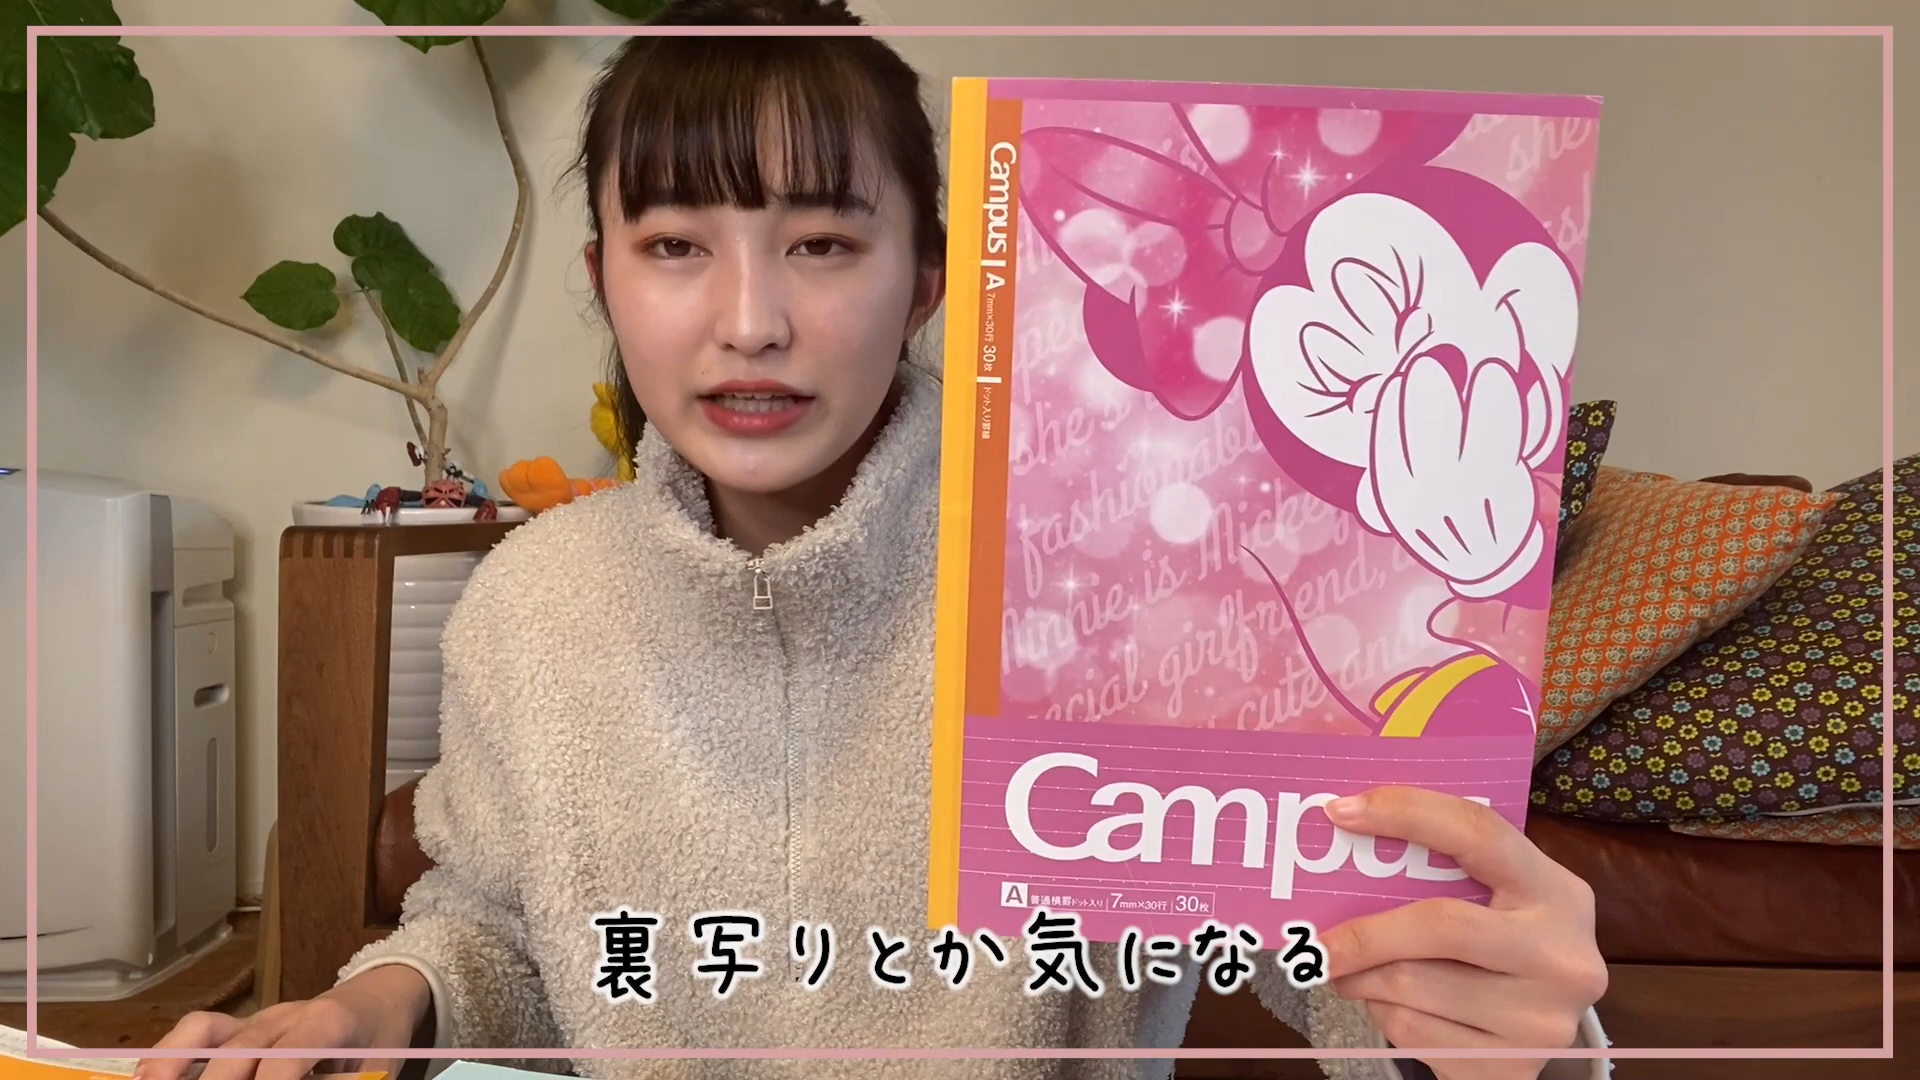 Campus A 7mm×30行 30枚 ドット入り罫線
she
she's
fashionable
Minnie is Mickey
girlfriend,
cute and
Campus
A 普通横罫ドット入り 7mm×30行 30枚
裏写りとか気になる